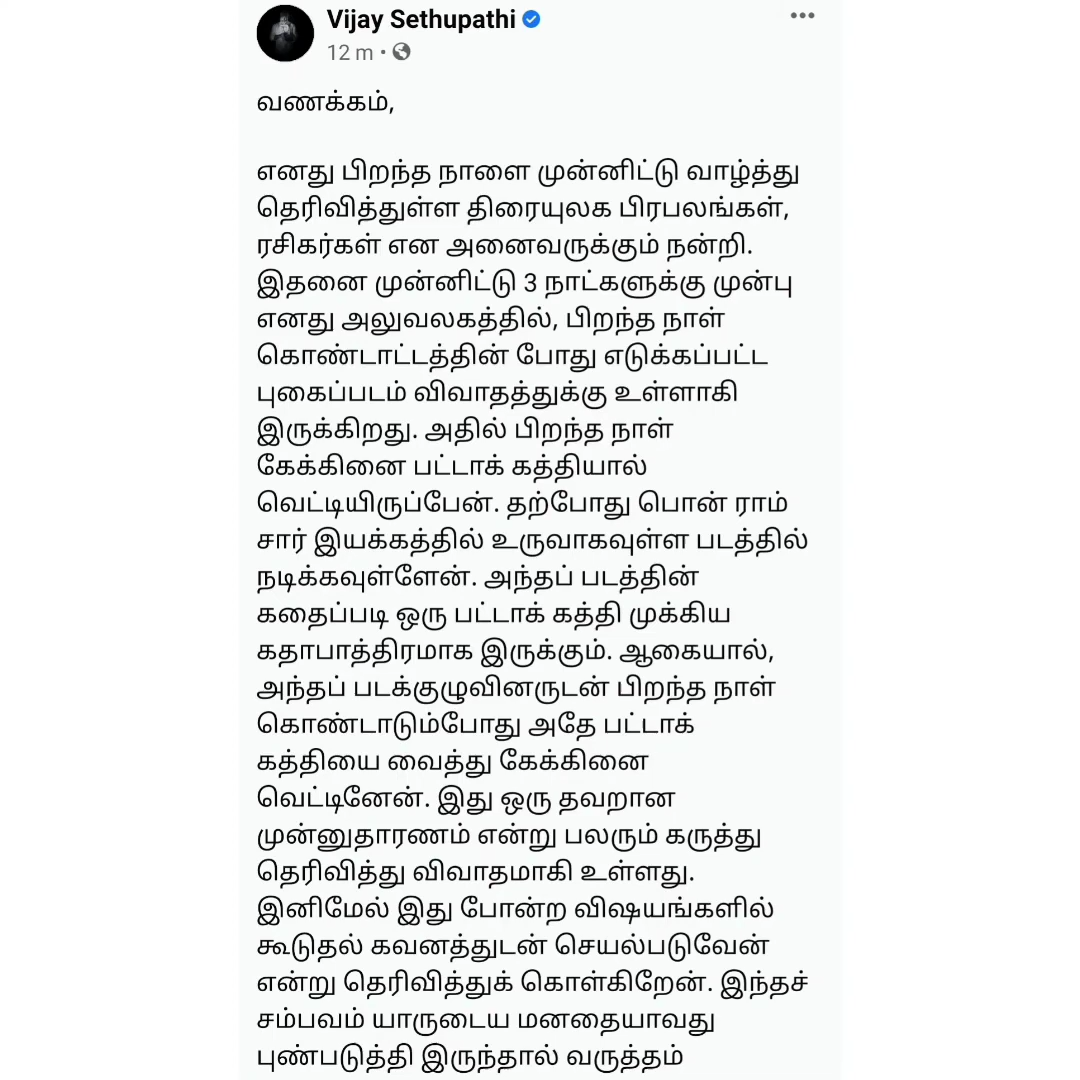 Vijay Sethupathi
12 m •
வணக்கம்,
எனது பிறந்த நாளை முன்னிட்டு வாழ்த்து
தெரிவித்துள்ள திரையுலக பிரபலங்கள்,
ரசிகர்கள் என அனைவருக்கும் நன்றி.
இதனை முன்னிட்டு 3 நாட்களுக்கு முன்பு
எனது அலுவலகத்தில், பிறந்த நாள்
கொண்டாட்டத்தின் போது எடுக்கப்பட்ட
புகைப்படம் விவாதத்துக்கு உள்ளாகி
இருக்கிறது. அதில் பிறந்த நாள்
கேக்கினை பட்டாக் கத்தியால்
வெட்டியிருப்பேன். தற்போது பொன் ராம்
சார் இயக்கத்தில் உருவாகவுள்ள படத்தில்
நடிக்கவுள்ளேன். அந்தப் படத்தின்
கதைப்படி ஒரு பட்டாக் கத்தி முக்கிய
கதாபாத்திரமாக இருக்கும். ஆகையால்,
அந்தப் படக்குழுவினருடன் பிறந்த நாள்
கொண்டாடும்போது அதே பட்டாக்
கத்தியை வைத்து கேக்கினை
வெட்டினேன். இது ஒரு தவறான
முன்னுதாரணம் என்று பலரும் கருத்து
தெரிவித்து விவாதமாகி உள்ளது.
இனிமேல் இது போன்ற விஷயங்களில்
கூடுதல் கவனத்துடன் செயல்படுவேன்
என்று தெரிவித்துக் கொள்கிறேன். இந்தச்
சம்பவம் யாருடைய மனதையாவது
புண்படுத்தி இருந்தால் வருத்தம்